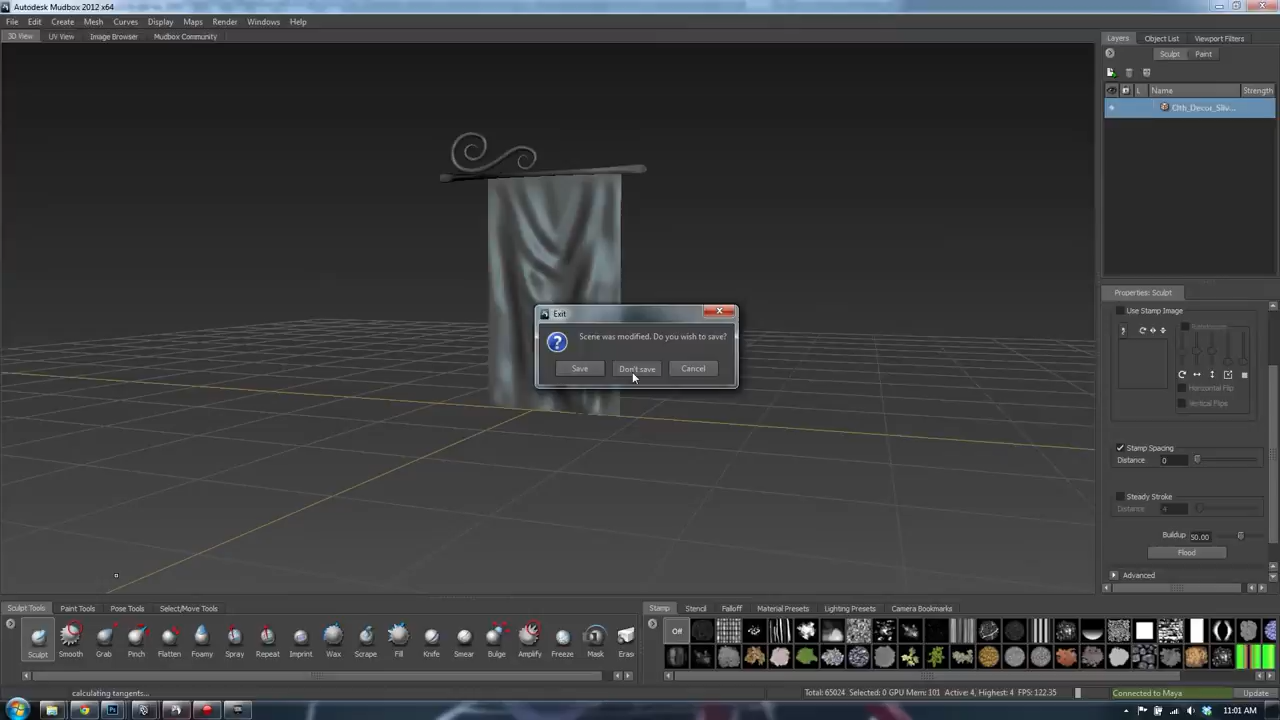 Autodesk Mudbox 2012 x64
File Edit Create Mesh Curves Display Maps Render Windows Help
3D View UV View Image Browser Mudbox Community
Layers Object List Viewport Filters
Sculpt Paint
L Name Strength
Clth_Decor_Sliv...
Exit
Scene was modified. Do you wish to save?
Save Don't save Cancel
Properties: Sculpt
Use Stamp Image
Randomize
Horizontal Flip
Vertical Flips
Stamp Spacing
Distance: 0
Steady Stroke
Distance: 4
Buildup 50.00
Flood
Advanced
Sculpt Tools Paint Tools Pose Tools Select/Move Tools
Stamp Stencil Falloff Material Presets Lighting Presets Camera Bookmarks
Off
Sculpt Smooth Grab Pinch Flatten Foamy Spray Repeat Imprint Wax Scrape Fill Knife Smear Bulge Amplify Freeze Mask Eras
calculating tangents...
Total: 65024 Selected: 0 GPU Mem: 101 Active: 4, Highest: 4 FPS: 122.35
Connected to Maya Update
11:01 AM